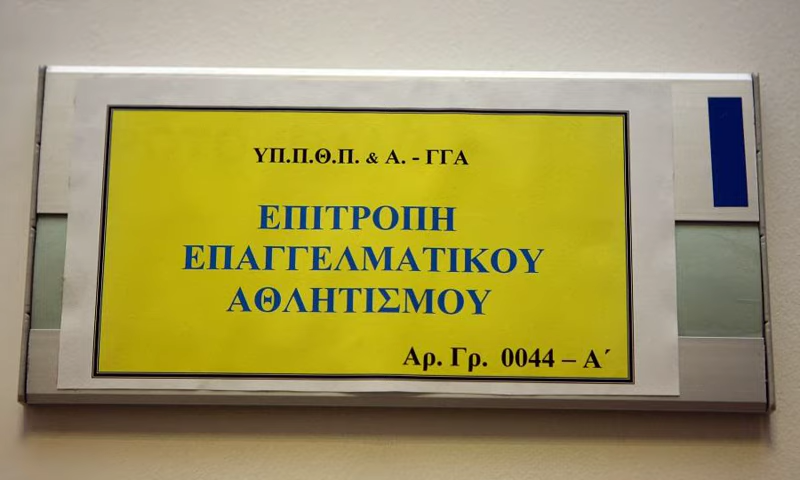 ΥΠ.Π.Θ.Π. & Α. - ΓΓΑ
ΕΠΙΤΡΟΠΗ
ΕΠΑΓΓΕΛΜΑΤΙΚΟΥ
ΑΘΛΗΤΙΣΜΟΥ
Αρ. Γρ. 0044 – Α΄